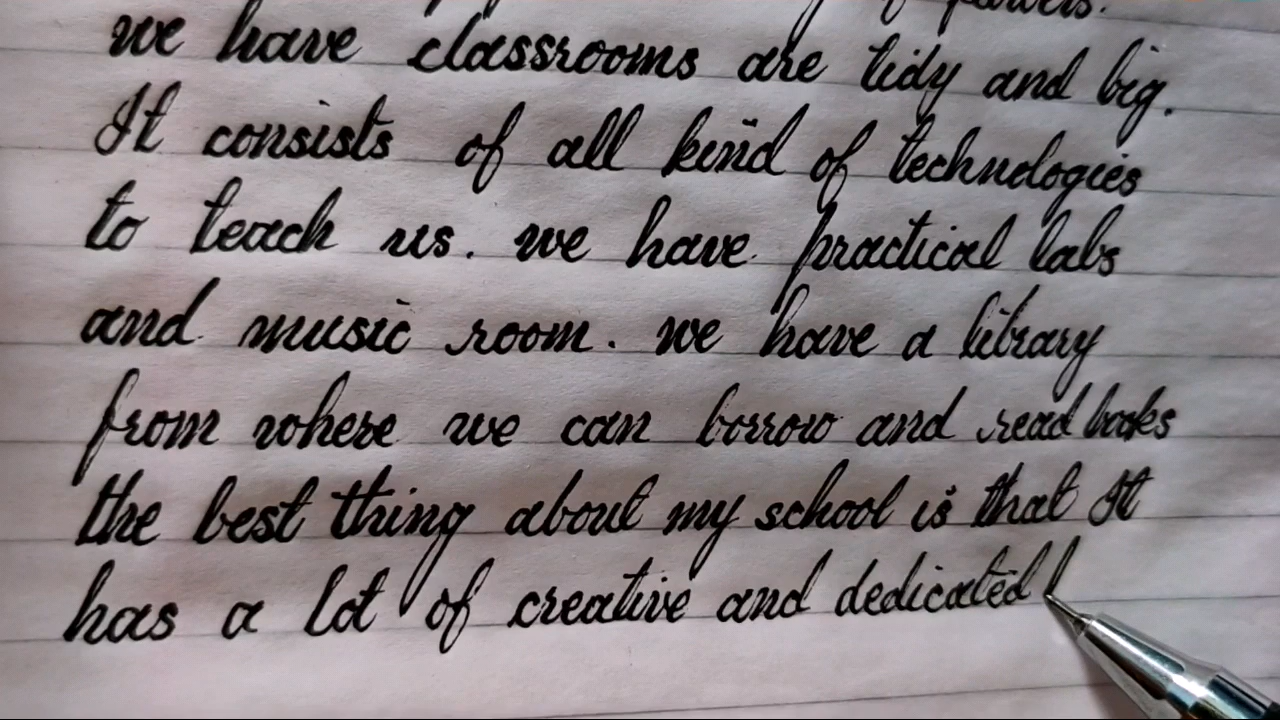 of flowers.
we have classrooms are tidy and big.
It consists of all kind of technologies
to teach us. we have practical labs
and music room. we have a library
from where we can borrow and read books
the best thing about my school is that It
has a lot of creative and dedicated